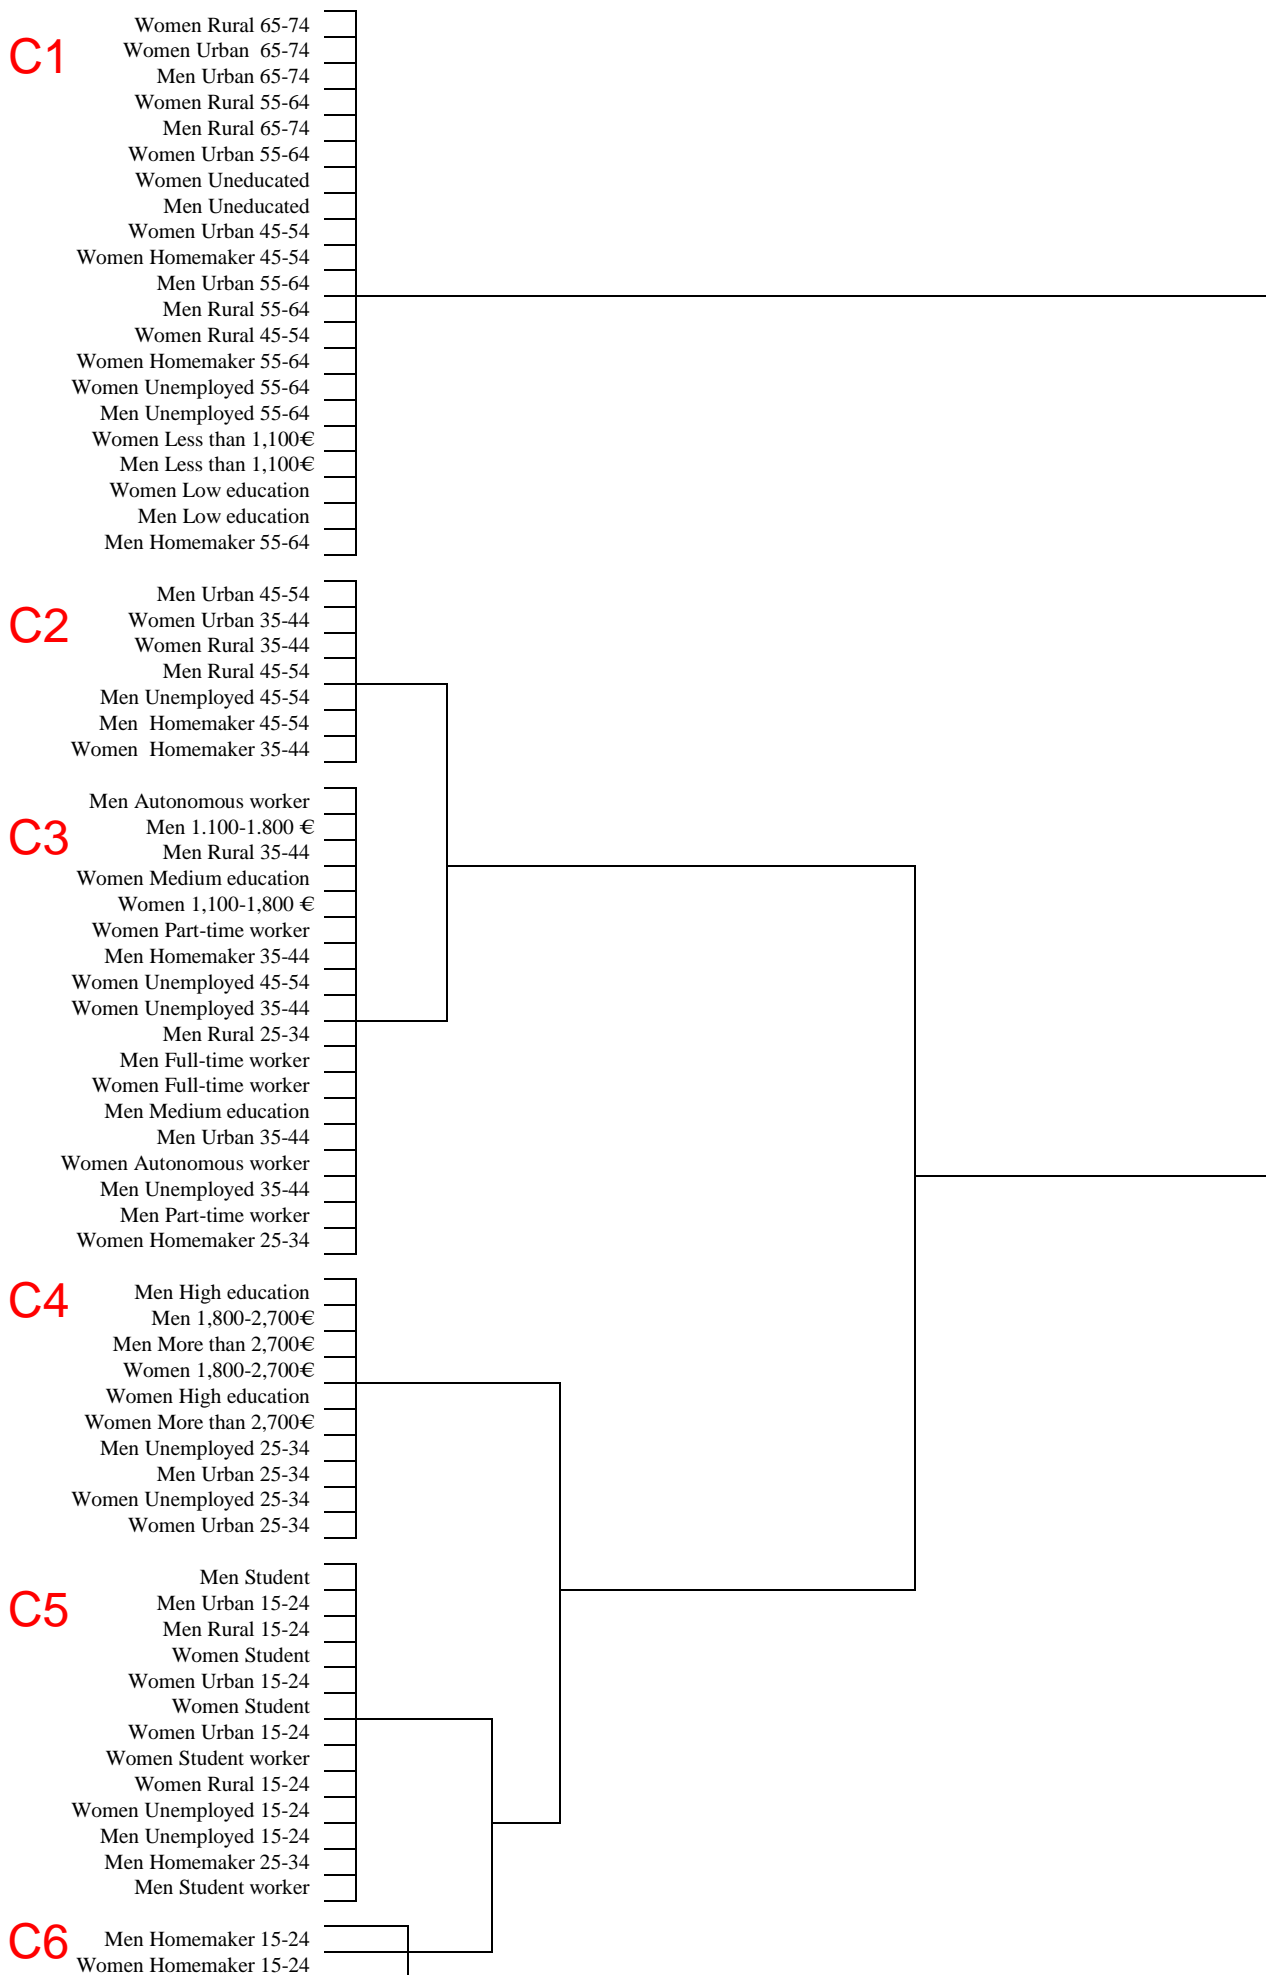 C1
Women Rural 65-74
Women Urban 65-74
Men Urban 65-74
Women Rural 55-64
Men Rural 65-74
Women Urban 55-64
Women Uneducated
Men Uneducated
Women Urban 45-54
Women Homemaker 45-54
Men Urban 55-64
Men Rural 55-64
Women Rural 45-54
Women Homemaker 55-64
Women Unemployed 55-64
Men Unemployed 55-64
Women Less than 1,100€
Men Less than 1,100€
Women Low education
Men Low education
Men Homemaker 55-64
C2
Men Urban 45-54
Women Urban 35-44
Women Rural 35-44
Men Rural 45-54
Men Unemployed 45-54
Men Homemaker 45-54
Women Homemaker 35-44
C3
Men Autonomous worker
Men 1.100-1.800 €
Men Rural 35-44
Women Medium education
Women 1,100-1,800 €
Women Part-time worker
Men Homemaker 35-44
Women Unemployed 45-54
Women Unemployed 35-44
Men Rural 25-34
Men Full-time worker
Women Full-time worker
Men Medium education
Men Urban 35-44
Women Autonomous worker
Men Unemployed 35-44
Men Part-time worker
Women Homemaker 25-34
C4
Men High education
Men 1,800-2,700€
Men More than 2,700€
Women 1,800-2,700€
Women High education
Women More than 2,700€
Men Unemployed 25-34
Men Urban 25-34
Women Unemployed 25-34
Women Urban 25-34
C5
Men Student
Men Urban 15-24
Men Rural 15-24
Women Student
Women Urban 15-24
Women Student
Women Urban 15-24
Women Student worker
Women Rural 15-24
Women Unemployed 15-24
Men Unemployed 15-24
Men Homemaker 25-34
Men Student worker
C6
Men Homemaker 15-24
Women Homemaker 15-24